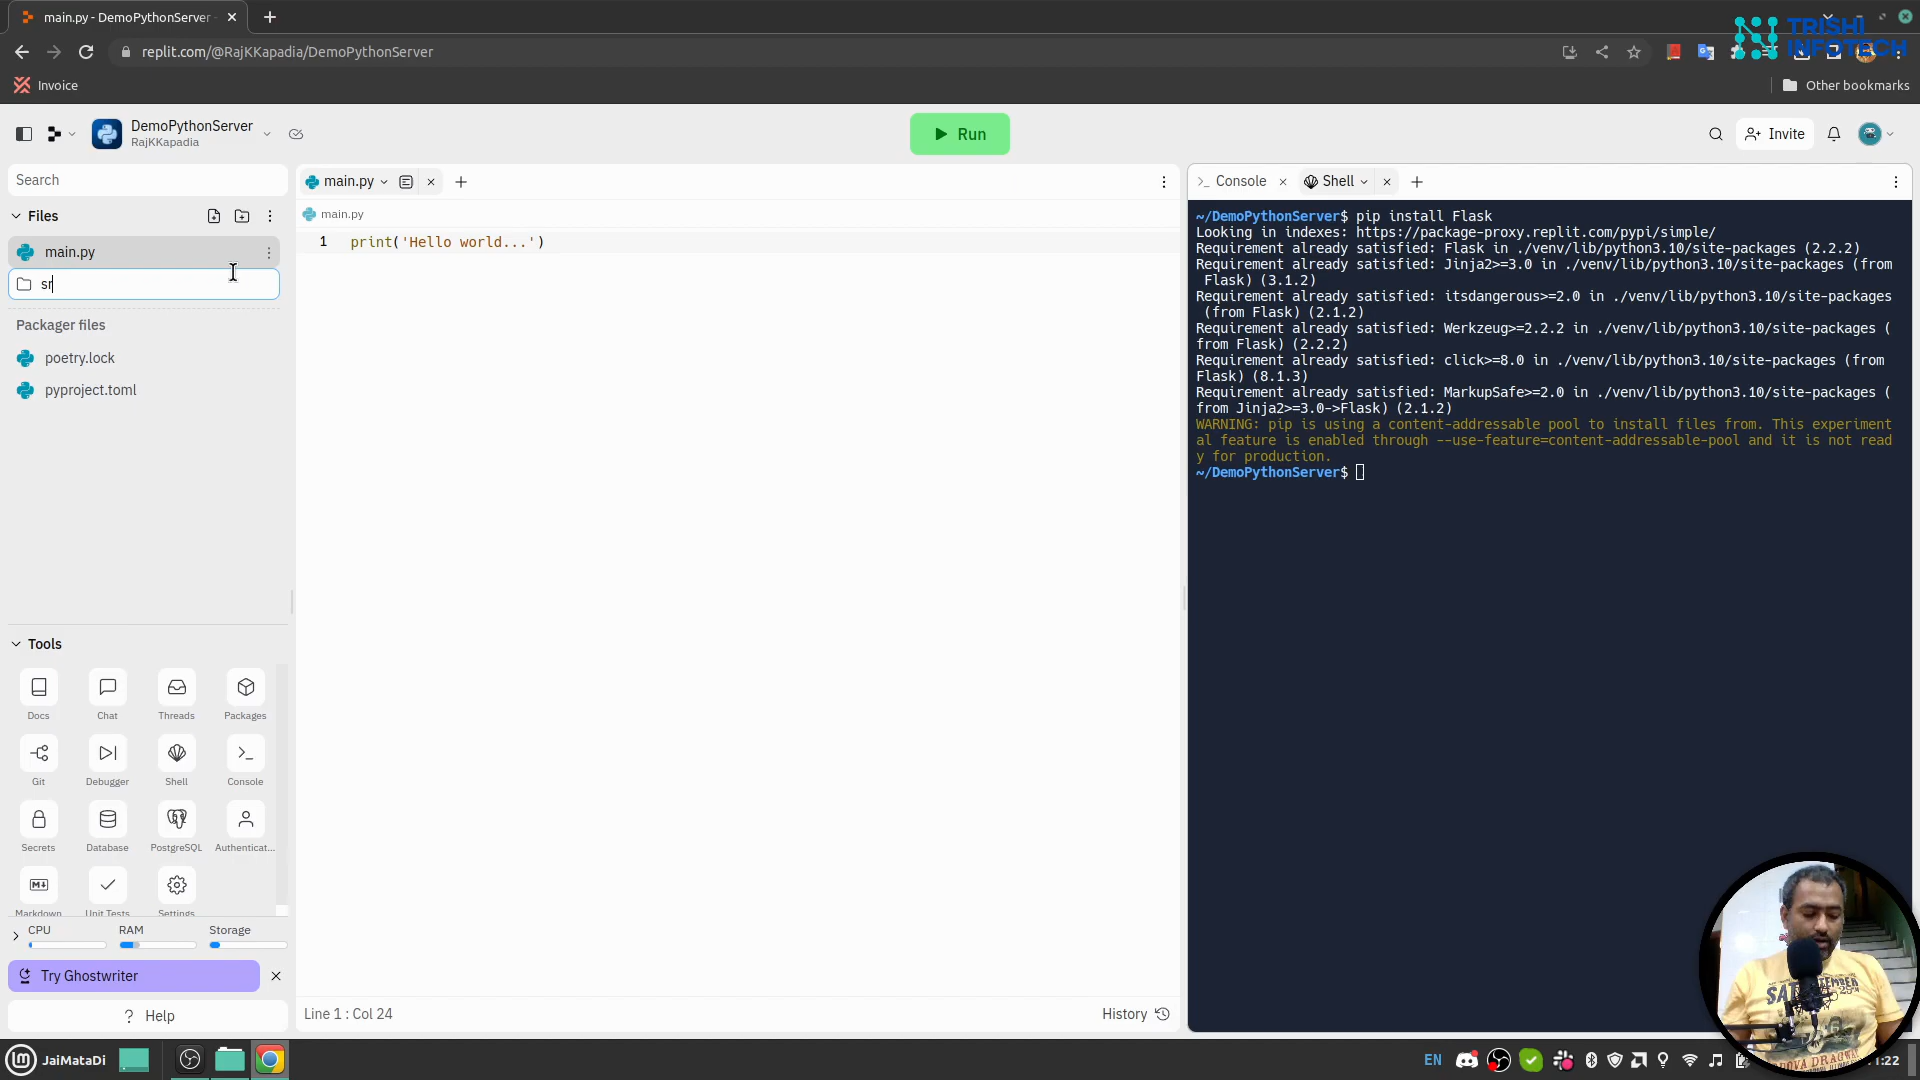 main.py - DemoPythonServer -
TRISHI
INFOTECH
replit.com/@RajKKapadia/DemoPythonServer
Invoice
Other bookmarks
DemoPythonServer
RajKKapadia
Run
Invite
Search
Files
main.py
sr
Packager files
poetry.lock
pyproject.toml
main.py
main.py
1 print('Hello world...')
Console
Shell
~/DemoPythonServer$ pip install Flask
Looking in indexes: https://package-proxy.replit.com/pypi/simple/
Requirement already satisfied: Flask in ./venv/lib/python3.10/site-packages (2.2.2)
Requirement already satisfied: Jinja2>=3.0 in ./venv/lib/python3.10/site-packages (from
Flask) (3.1.2)
Requirement already satisfied: itsdangerous>=2.0 in ./venv/lib/python3.10/site-packages
(from Flask) (2.1.2)
Requirement already satisfied: Werkzeug>=2.2.2 in ./venv/lib/python3.10/site-packages (
from Flask) (2.2.2)
Requirement already satisfied: click>=8.0 in ./venv/lib/python3.10/site-packages (from
Flask) (8.1.3)
Requirement already satisfied: MarkupSafe>=2.0 in ./venv/lib/python3.10/site-packages (
from Jinja2>=3.0->Flask) (2.1.2)
WARNING: pip is using a content-addressable pool to install files from. This experiment
al feature is enabled through --use-feature=content-addressable-pool and it is not read
y for production.
~/DemoPythonServer$
Tools
Docs Chat Threads Packages
Git Debugger Shell Console
Secrets Database PostgreSQL Authenticat...
Markdown Unit Tests Settings
CPU RAM Storage
Try Ghostwriter
? Help
Line 1 : Col 24
History
JaiMataDi
EN
:22